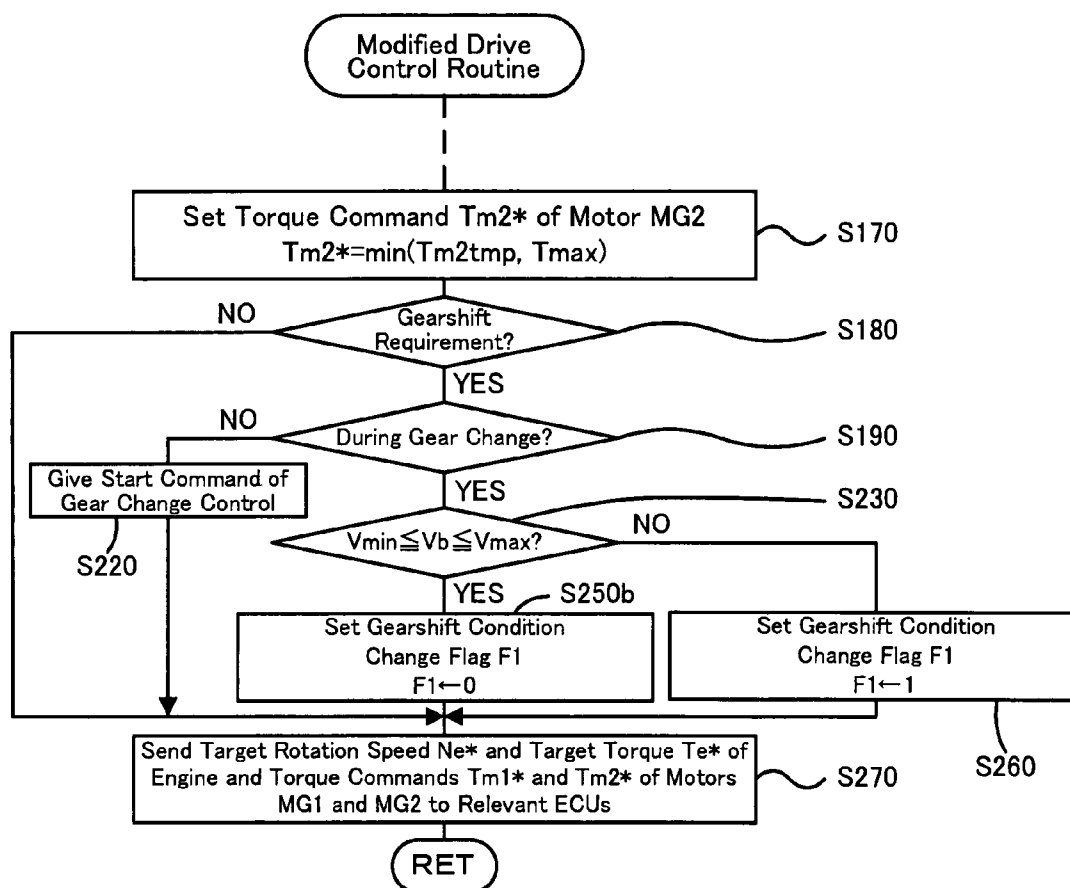 Modified Drive
Control Routine
Set Torque Command Tm2* of Motor MG2
Tm2*=min(Tm2tmp, Tmax)
S170
NO
Gearshift
Requirement?
S180
YES
NO
During Gear Change?
S190
Give Start Command of
Gear Change Control
S220
YES
S230
Vmin≦Vb≦Vmax?
NO
YES
S250b
Set Gearshift Condition
Change Flag F1
F1←0
Set Gearshift Condition
Change Flag F1
F1←1
S260
Send Target Rotation Speed Ne* and Target Torque Te* of
Engine and Torque Commands Tm1* and Tm2* of Motors
MG1 and MG2 to Relevant ECUs
S270
RET